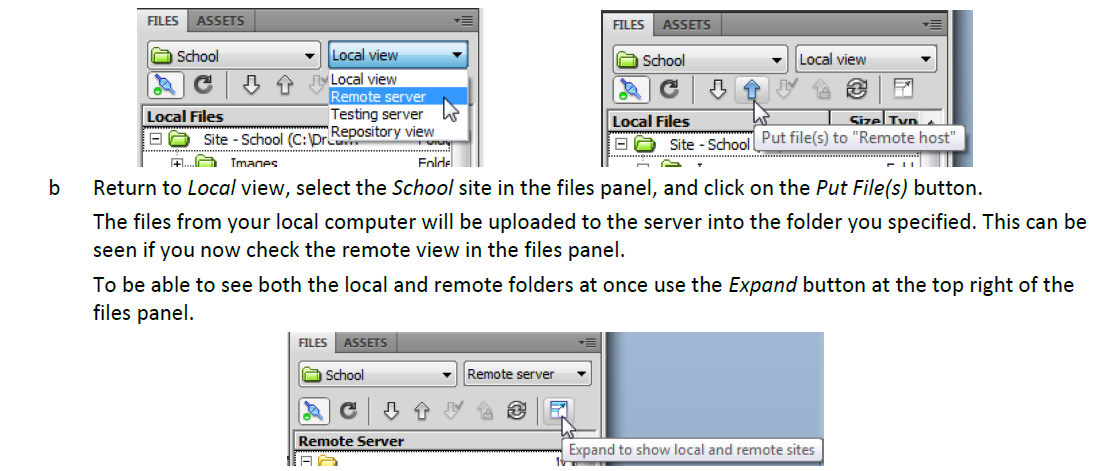 FILES ASSETS
School Local view
Local view
Remote server
Testing server
Repository view
Local Files
Site - School (C:\Dr
Images Folde
FILES ASSETS
School Local view
Local Files Size
Site - School
Put file(s) to "Remote host"
b Return to Local view, select the School site in the files panel, and click on the Put File(s) button.
The files from your local computer will be uploaded to the server into the folder you specified. This can be
seen if you now check the remote view in the files panel.
To be able to see both the local and remote folders at once use the Expand button at the top right of the
files panel.
FILES ASSETS
School Remote server
Remote Server
Expand to show local and remote sites